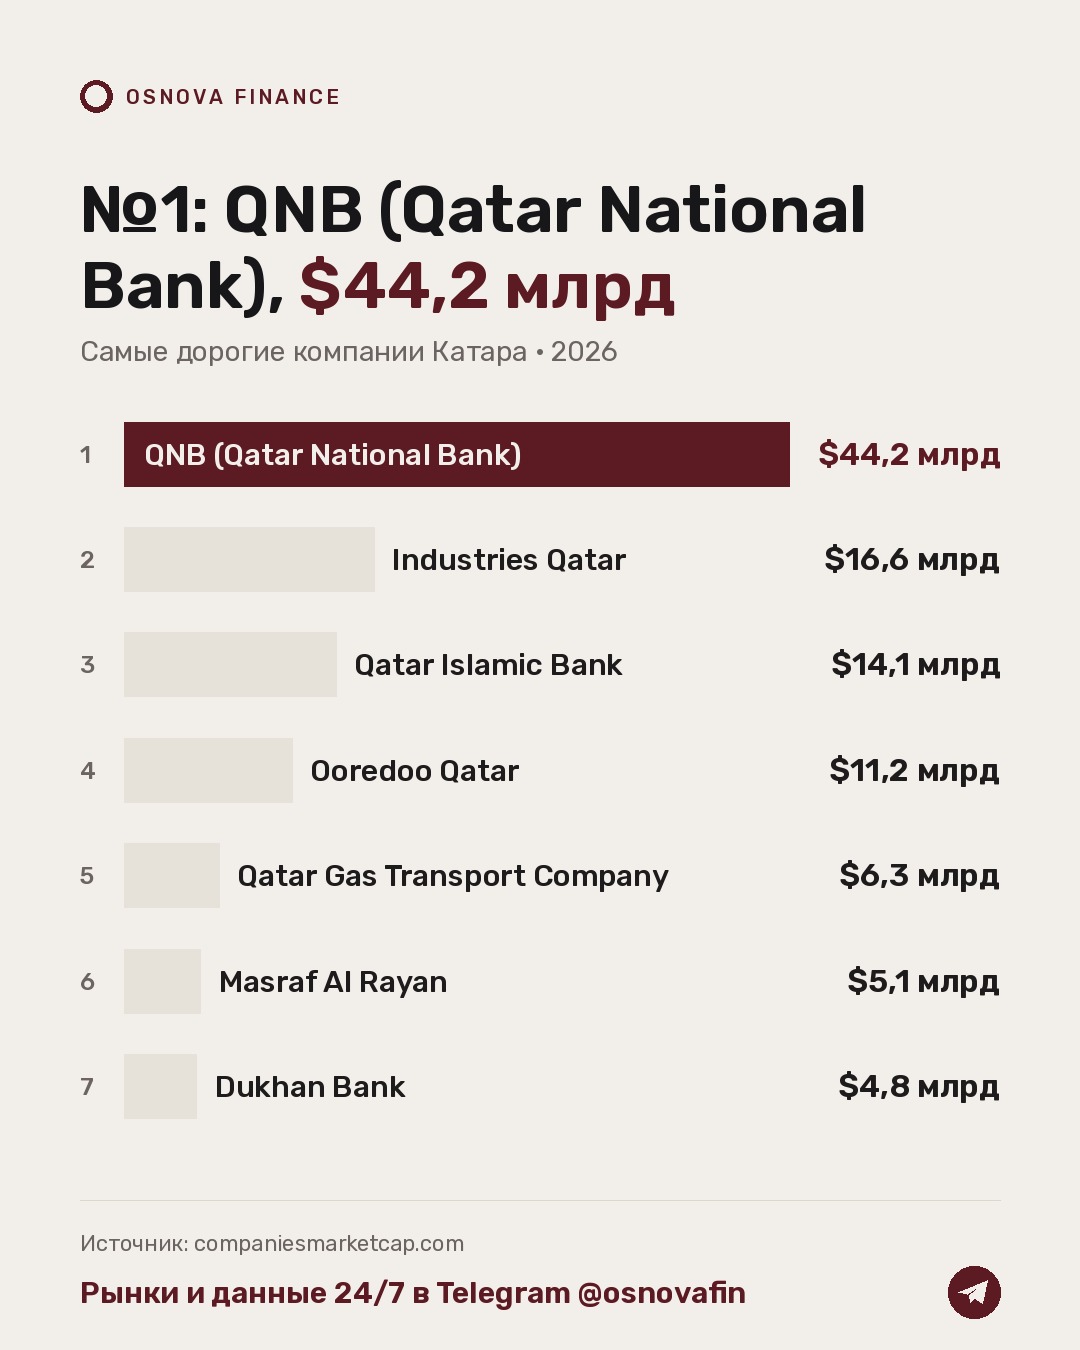 OSNOVA FINANCE
№1: QNB (Qatar National
Bank), $44,2 млрд
Самые дорогие компании Катара • 2026
1 QNB (Qatar National Bank) $44,2 млрд
2 Industries Qatar $16,6 млрд
3 Qatar Islamic Bank $14,1 млрд
4 Ooredoo Qatar $11,2 млрд
5 Qatar Gas Transport Company $6,3 млрд
6 Masraf Al Rayan $5,1 млрд
7 Dukhan Bank $4,8 млрд
Источник: companiesmarketcap.com
Рынки и данные 24/7 в Telegram @osnovafin